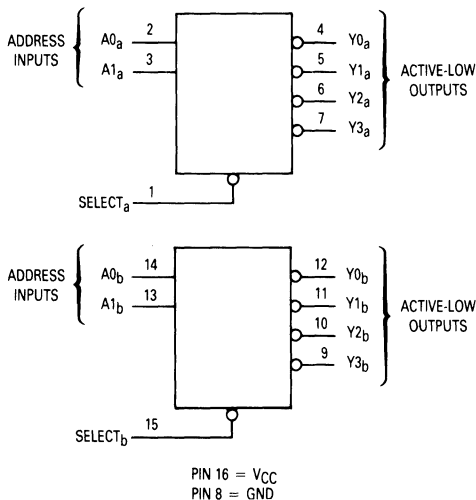 ADDRESS INPUTS
A0a 2
A1a 3
4 Y0a
5 Y1a
6 Y2a
7 Y3a
ACTIVE-LOW OUTPUTS
SELECTa 1
ADDRESS INPUTS
A0b 14
A1b 13
12 Y0b
11 Y1b
10 Y2b
9 Y3b
ACTIVE-LOW OUTPUTS
SELECTb 15
PIN 16 = VCC
PIN 8 = GND